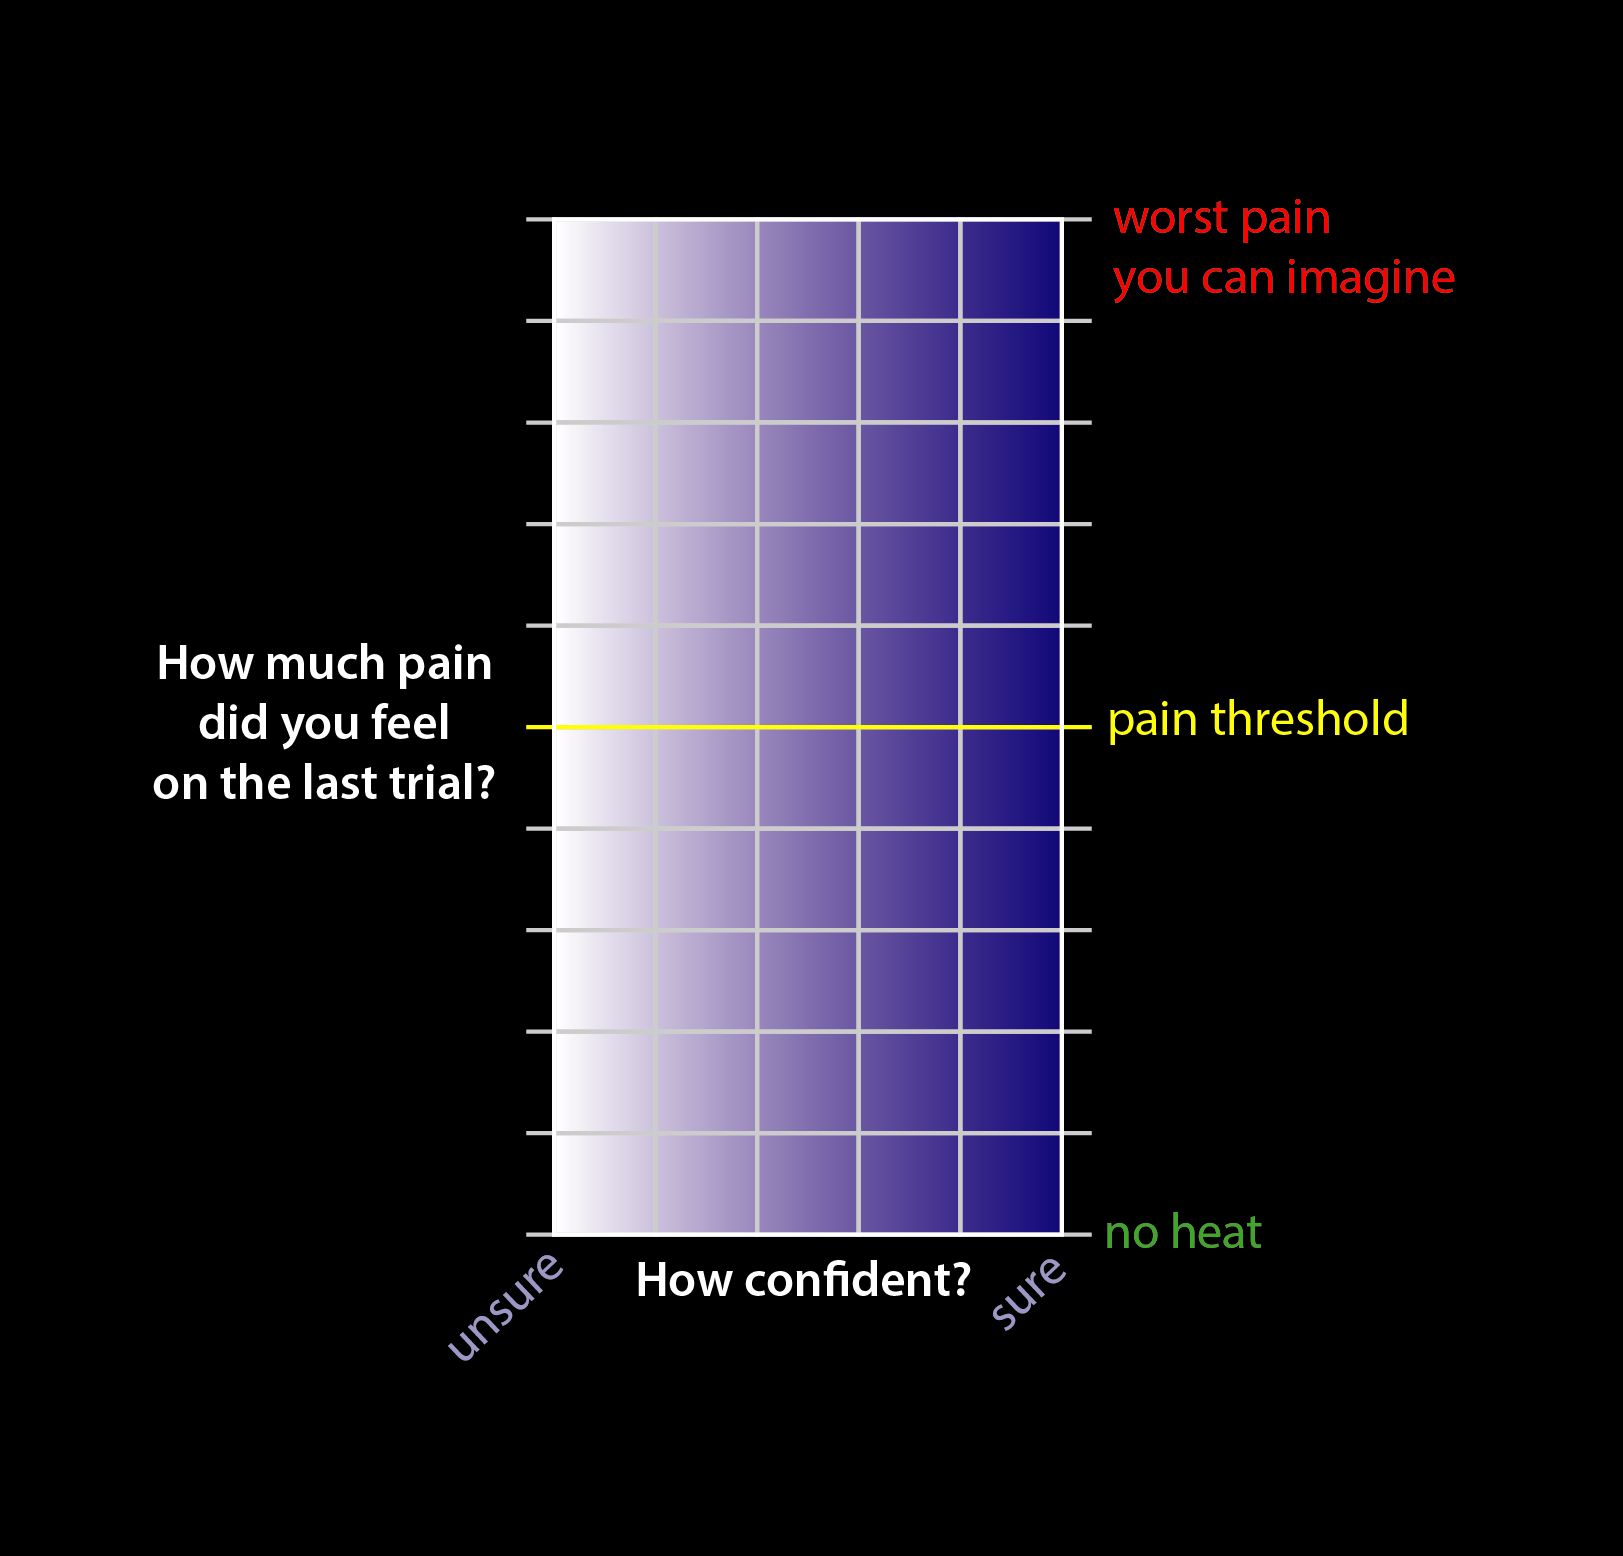 worst pain
you can imagine
How much pain
did you feel
on the last trial?
pain threshold
no heat
unsure
How confident?
sure